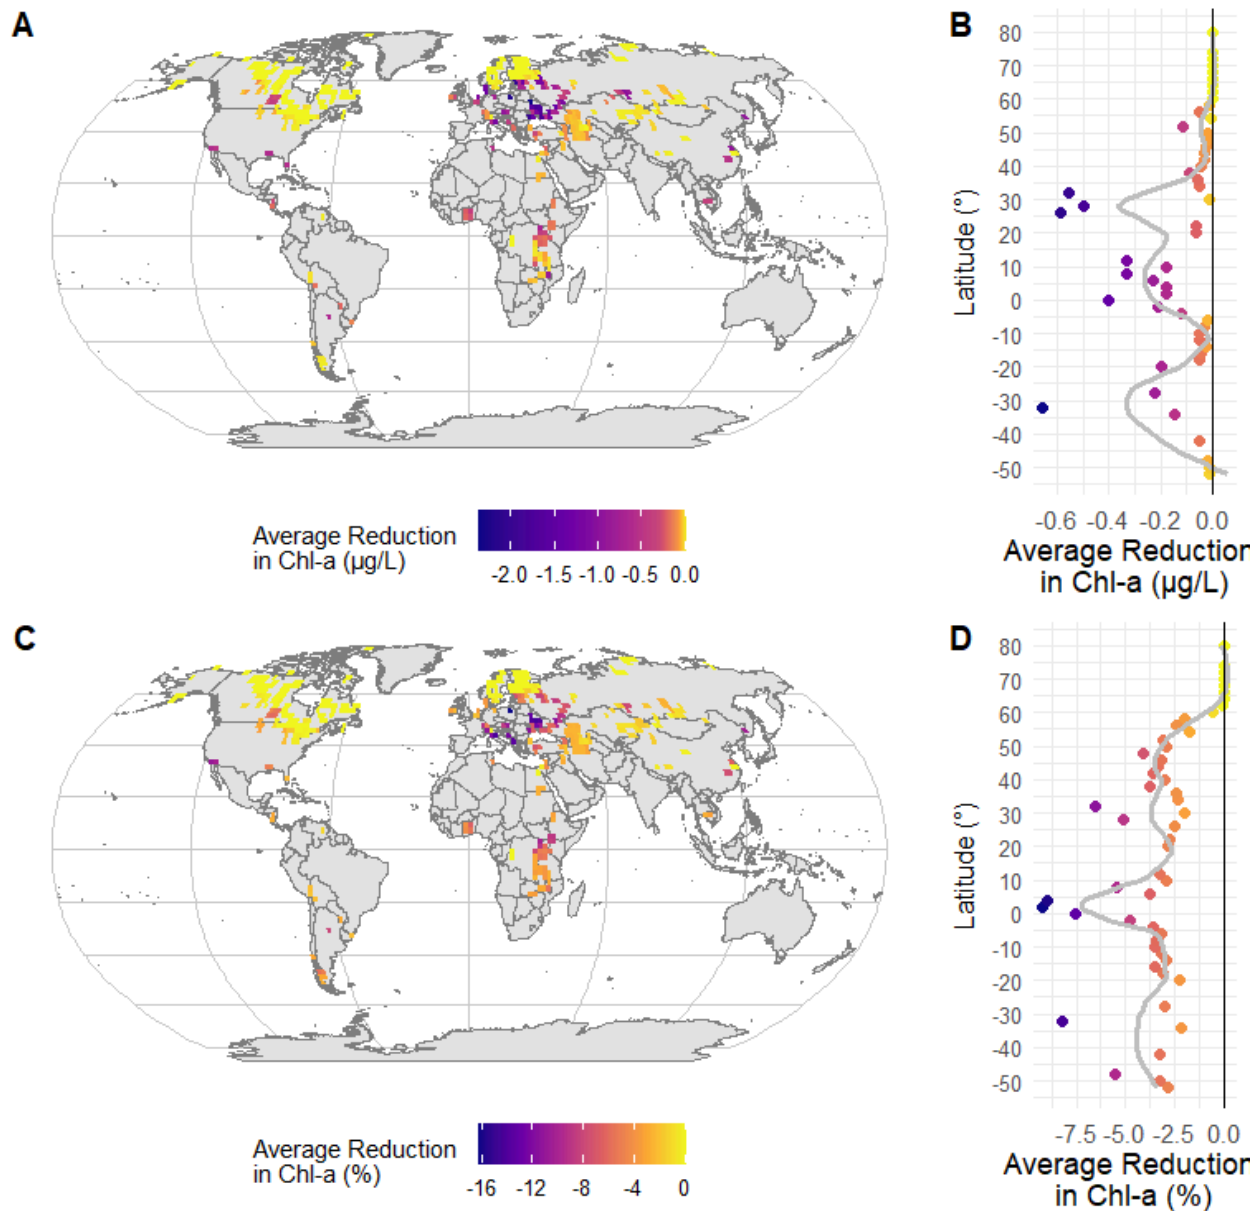 A
B
80
70
60
50
40
30
20
10
0
-10
-20
-30
-40
-50
Latitude (°)
-0.6 -0.4 -0.2 0.0
Average Reduction
in Chl-a (µg/L)
Average Reduction
in Chl-a (µg/L)
-2.0 -1.5 -1.0 -0.5 0.0
C
D
80
70
60
50
40
30
20
10
0
-10
-20
-30
-40
-50
Latitude (°)
-7.5 -5.0 -2.5 0.0
Average Reduction
in Chl-a (%)
Average Reduction
in Chl-a (%)
-16 -12 -8 -4 0